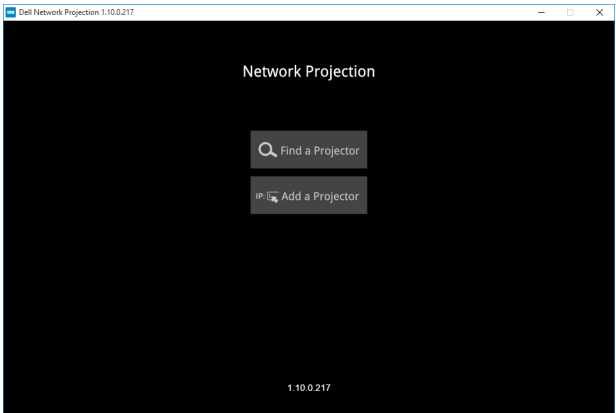 Dell Network Projection 1.10.0.217
Network Projection
Find a Projector
IP: Add a Projector
1.10.0.217